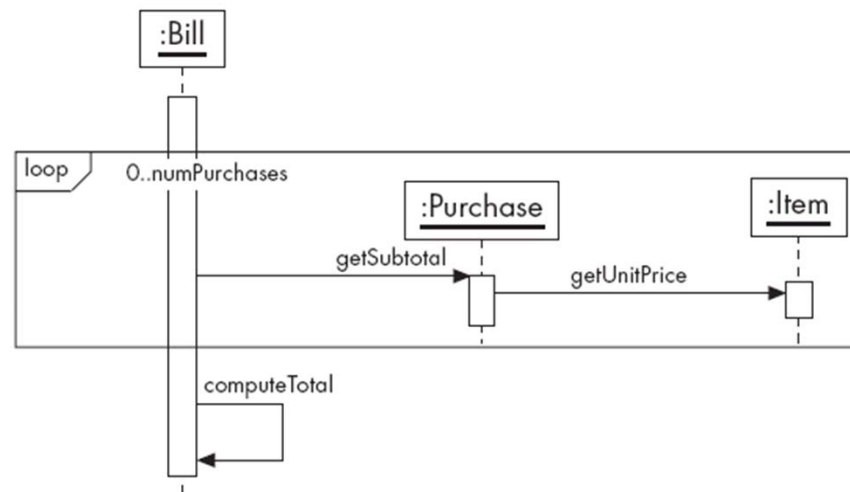 :Bill
loop
0..numPurchases
:Purchase
:Item
getSubtotal
getUnitPrice
computeTotal